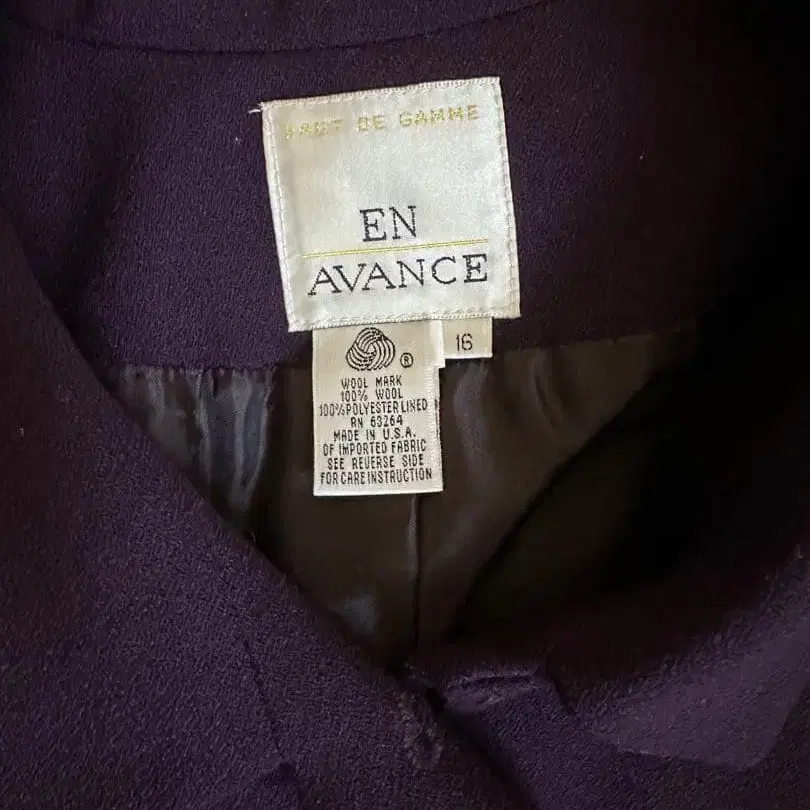 HAUT DE GAMME
EN
AVANCE
16
®
WOOL MARK
100% WOOL
100% POLYESTER LINED
RN 63264
MADE IN U.S.A.
OF IMPORTED FABRIC
SEE REVERSE SIDE
FOR CARE INSTRUCTION